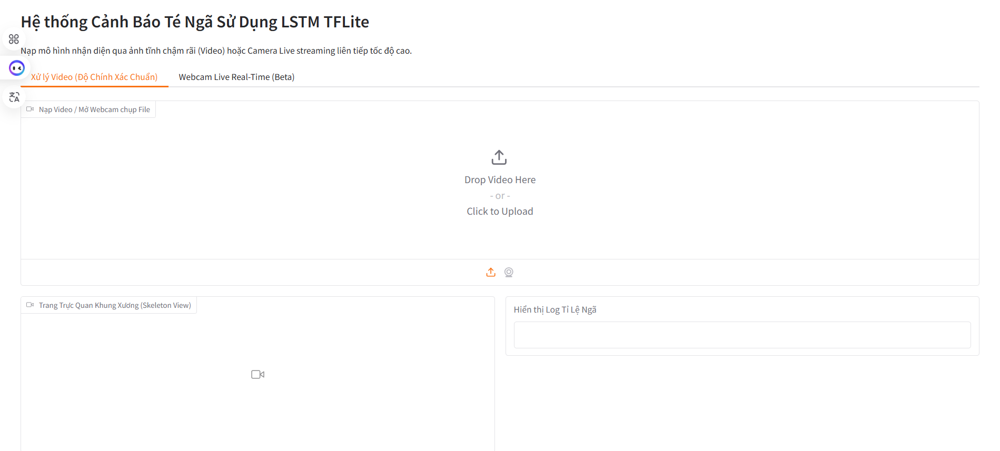 Hệ thống Cảnh Báo Té Ngã Sử Dụng LSTM TFLite
Nạp mô hình nhận diện qua ảnh tĩnh chậm rãi (Video) hoặc Camera Live streaming liên tiếp tốc độ cao.
Xử lý Video (Độ Chính Xác Chuẩn)
Webcam Live Real-Time (Beta)
Nạp Video / Mở Webcam chụp File
Drop Video Here
- or -
Click to Upload
Trang Trực Quan Khung Xương (Skeleton View)
Hiển thị Log Tỉ Lệ Ngã